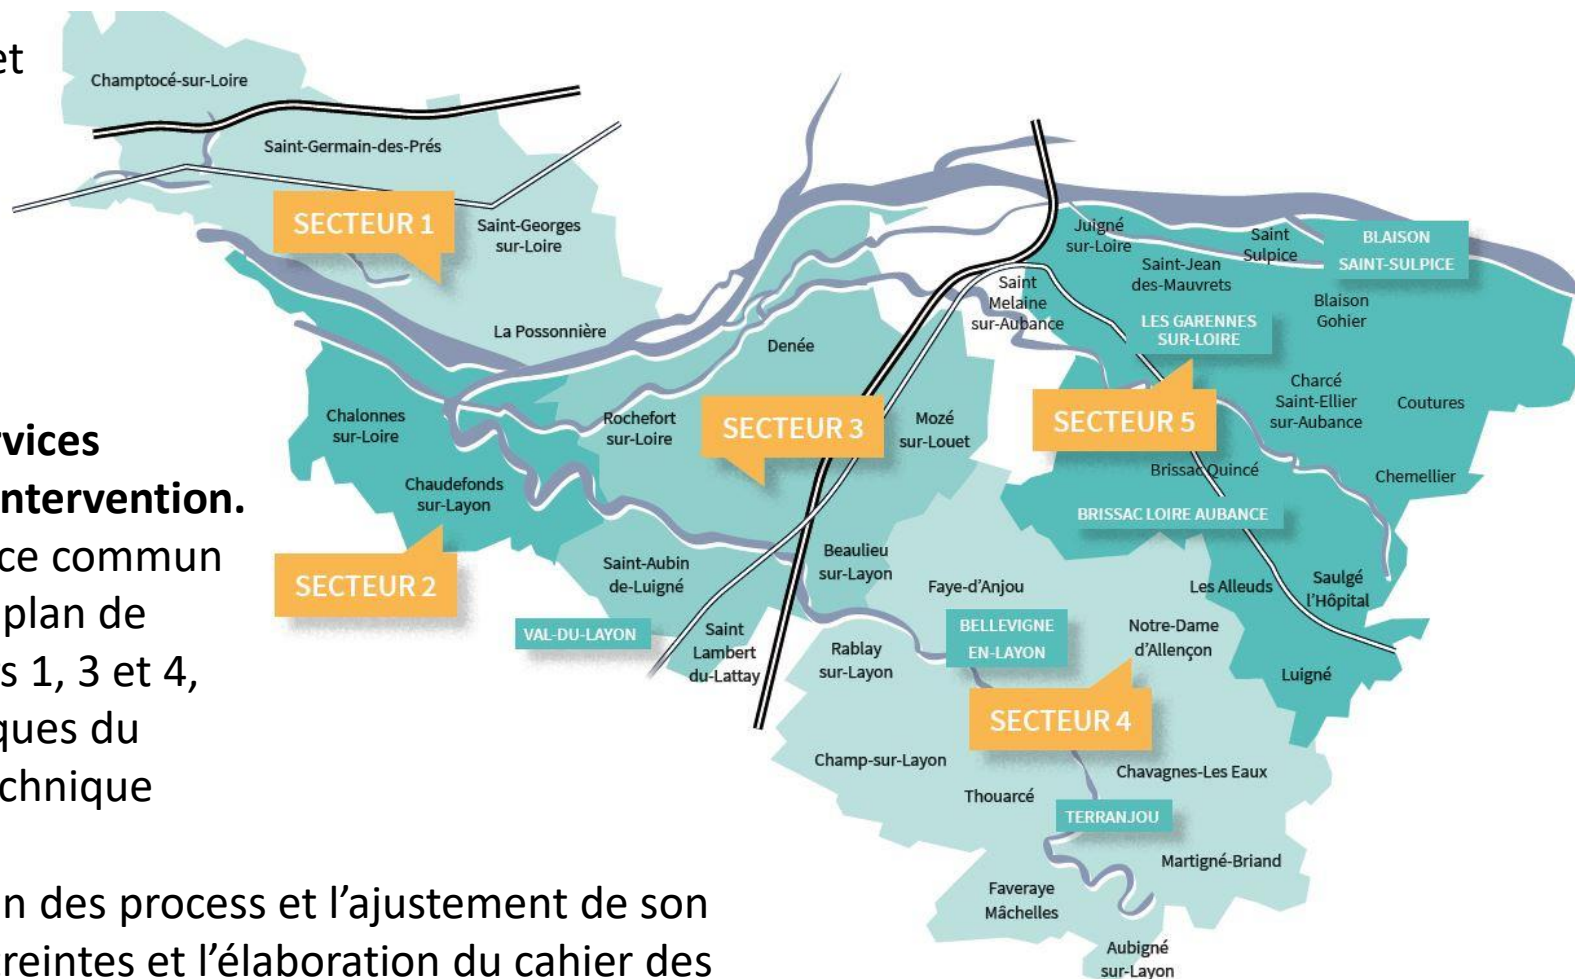 et
Champtocé-sur-Loire
Saint-Germain-des-Prés
SECTEUR 1
Saint-Georges
sur-Loire
La Possonnière
Juigné
sur-Loire
Saint
Sulpice
BLAISON
SAINT-SULPICE
Saint-Jean
des-Mauvrets
Saint
Melaine
sur-Aubance
Blaison
Gohier
LES GARENNES
SUR-LOIRE
Denée
Charcé
Saint-Ellier
sur-Aubance
Coutures
Chalonnes
sur-Loire
Rochefort
sur-Loire
SECTEUR 3
Mozé
sur-Louet
SECTEUR 5
Brissac Quincé
Chemellier
Chaudefonds
sur-Layon
BRISSAC LOIRE AUBANCE
rvices
intervention.
ce commun
plan de
s 1, 3 et 4,
ques du
chnique
SECTEUR 2
Saint-Aubin
de-Luigné
Beaulieu
sur-Layon
Faye-d'Anjou
Les Alleuds
Saulgé
l'Hôpital
VAL-DU-LAYON
Saint
Lambert
du-Lattay
Rablay
sur-Layon
BELLEVIGNE
EN-LAYON
Notre-Dame
d'Allençon
Luigné
SECTEUR 4
Champ-sur-Layon
Chavagnes-Les Eaux
Thouarcé
TERRANJOU
Martigné-Briand
Faveraye
Mâchelles
Aubigné
sur-Layon
n des process et l'ajustement de son
treintes et l'élaboration du cahier des